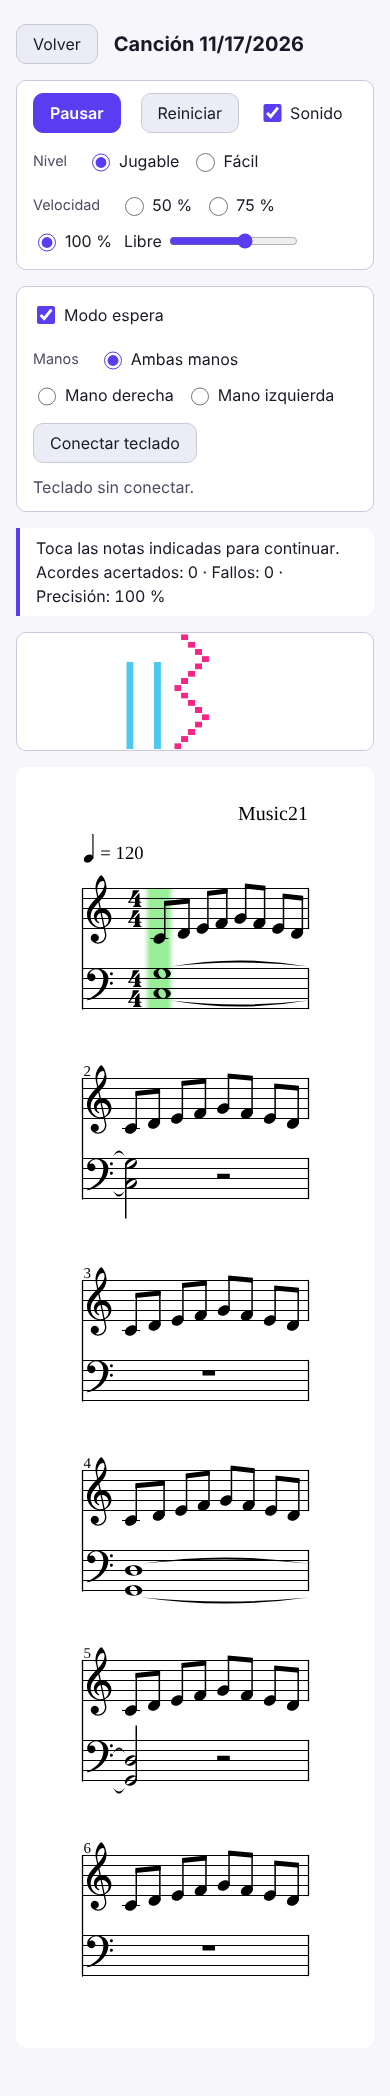 Volver Canción 11/17/2026
Pausar Reiniciar Sonido
Nivel Jugable Fácil
Velocidad 50 % 75 %
100 % Libre
Modo espera
Manos Ambas manos
Mano derecha Mano izquierda
Conectar teclado
Teclado sin conectar.
Toca las notas indicadas para continuar.
Acordes acertados: 0 · Fallos: 0 ·
Precisión: 100 %
Music21
= 120
4
4
4
4
2
3
4
5
6